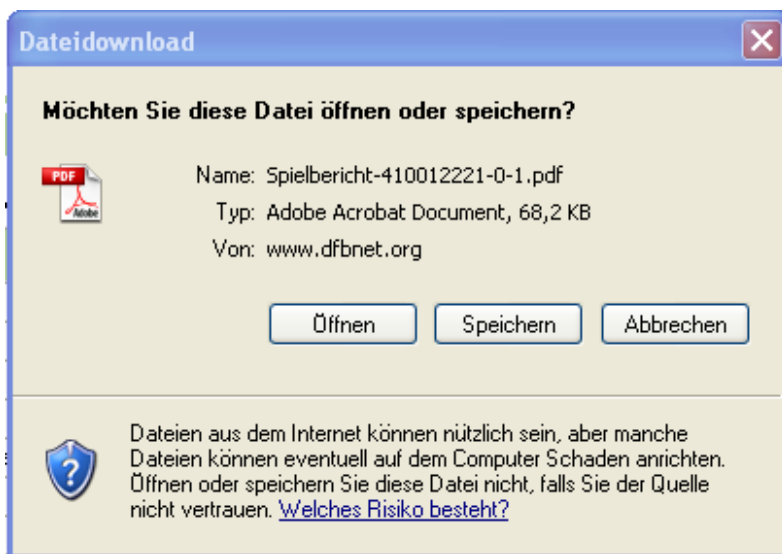 Dateidownload
Möchten Sie diese Datei öffnen oder speichern?
PDF
Adobe
Name: Spielbericht-410012221-0-1.pdf
Typ: Adobe Acrobat Document, 68,2 KB
Von: www.dfbnet.org
Öffnen Speichern Abbrechen
Dateien aus dem Internet können nützlich sein, aber manche
Dateien können eventuell auf dem Computer Schaden anrichten.
Öffnen oder speichern Sie diese Datei nicht, falls Sie der Quelle
nicht vertrauen. Welches Risiko besteht?